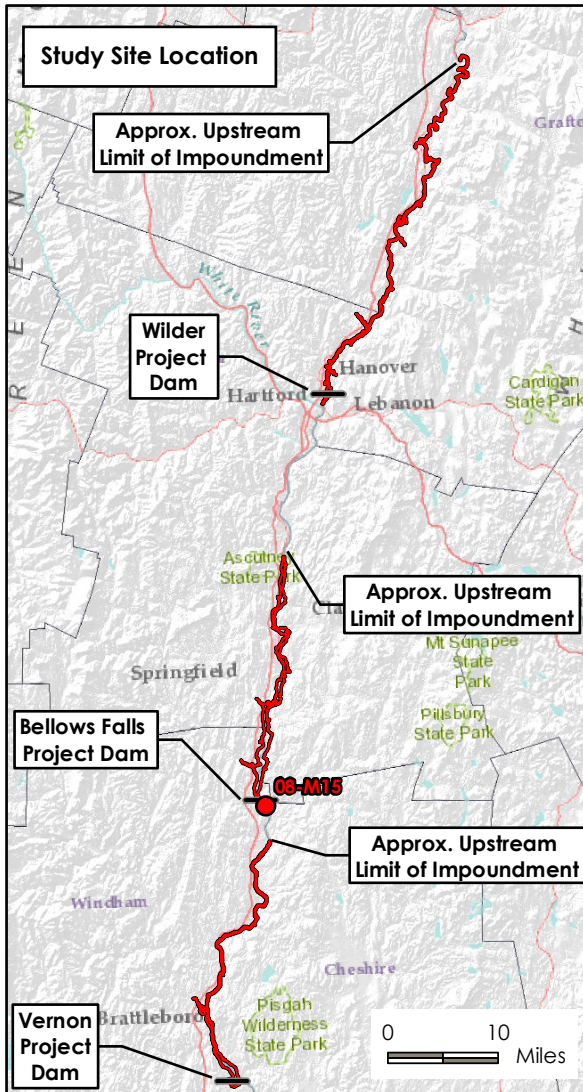 Study Site Location
Approx. Upstream
Limit of Impoundment
Grafto
White River
Wilder
Project
Dam
Hanover
Hartford
Lebanon
Cardigan
State Park
Ascutney
State Park
Approx. Upstream
Limit of Impoundment
Cla
Mt Sunapee
State
Park
Springfield
Pillsbury
State Park
Bellows Falls
Project Dam
08-M15
Approx. Upstream
Limit of Impoundment
Windham
Cheshire
Vernon
Project
Dam
Brattleboro
Pisgah
Wilderness
State Park
0 10
Miles